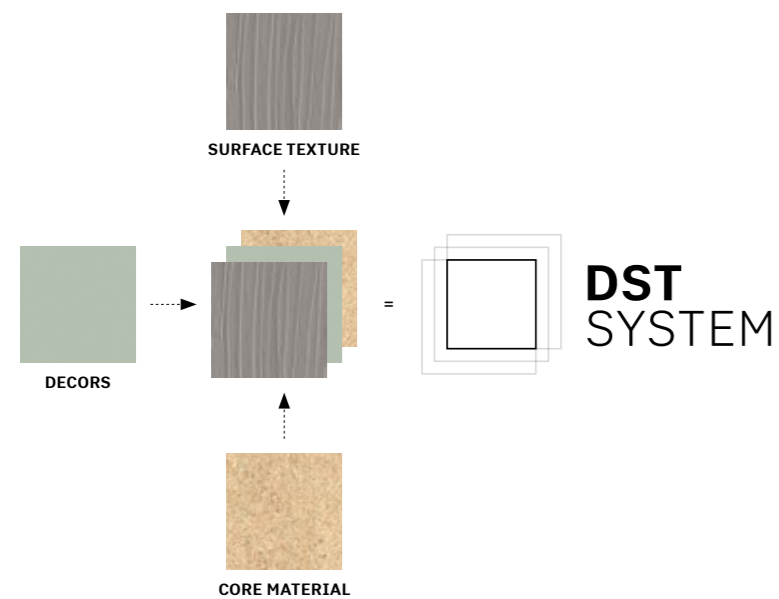 SURFACE TEXTURE
DECORS
=
DST
SYSTEM
CORE MATERIAL